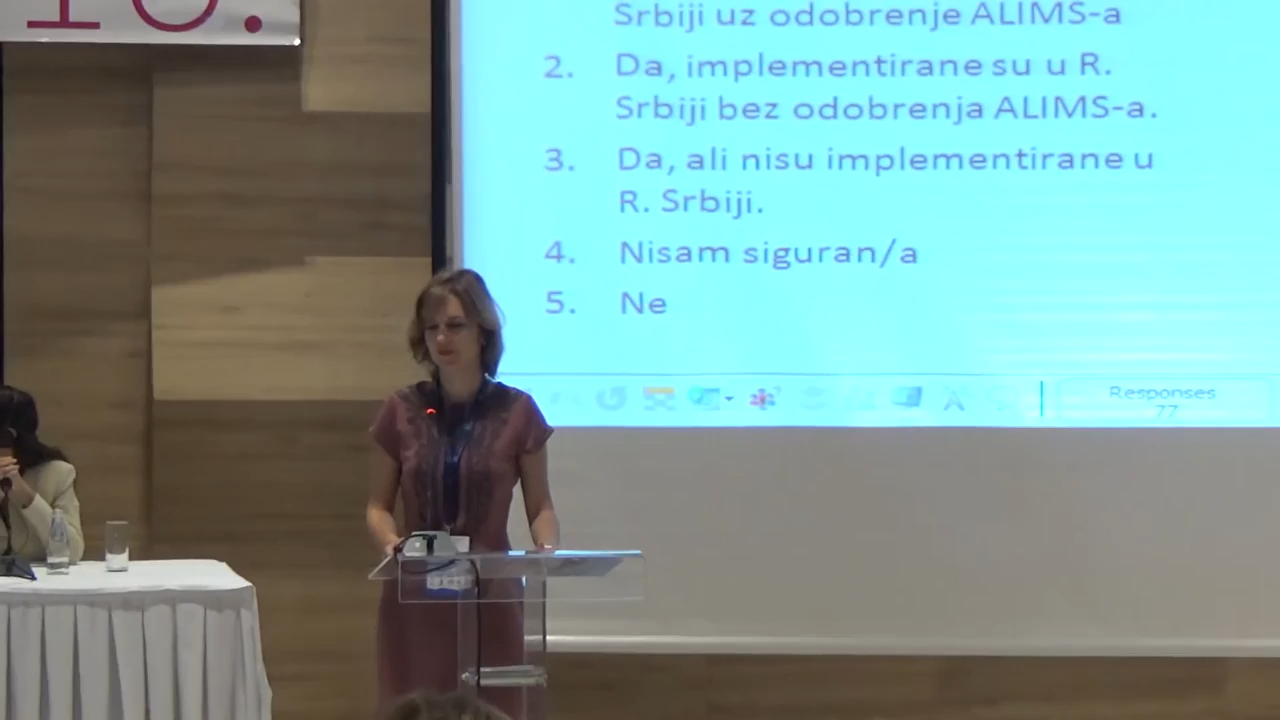 16.
Srbiji uz odobrenje ALIMS-a
2. Da, implementirane su u R.
Srbiji bez odobrenja ALIMS-a.
3. Da, ali nisu implementirane u
R. Srbiji.
4. Nisam siguran/a
5. Ne
Responses
77